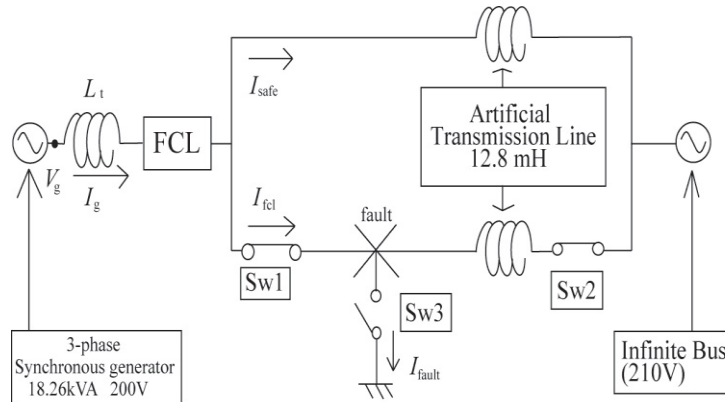 L t
FCL
V g
I g
I safe
I fcl
fault
Artificial
Transmission Line
12.8 mH
Sw1
Sw2
Sw3
I fault
3-phase
Synchronous generator
18.26kVA 200V
Infinite Bus
(210V)